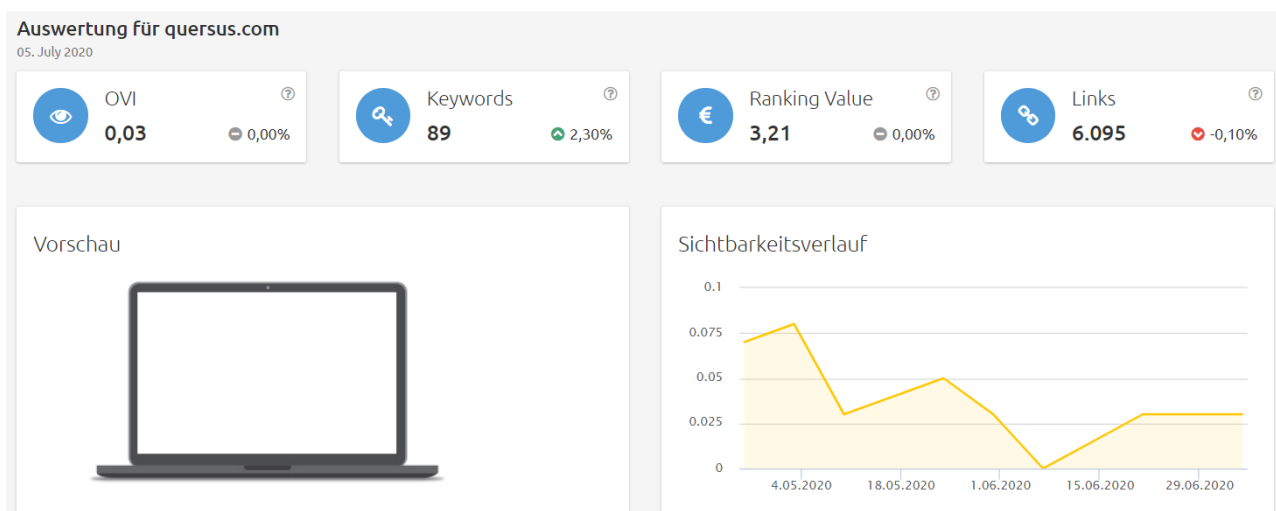 Auswertung für quersus.com
05. July 2020
OVI
0,03
0,00%
Keywords
89
2,30%
Ranking Value
€
3,21
0,00%
Links
6.095
-0,10%
Vorschau
Sichtbarkeitsverlauf
0.1
0.075
0.05
0.025
0
4.05.2020 18.05.2020 1.06.2020 15.06.2020 29.06.2020